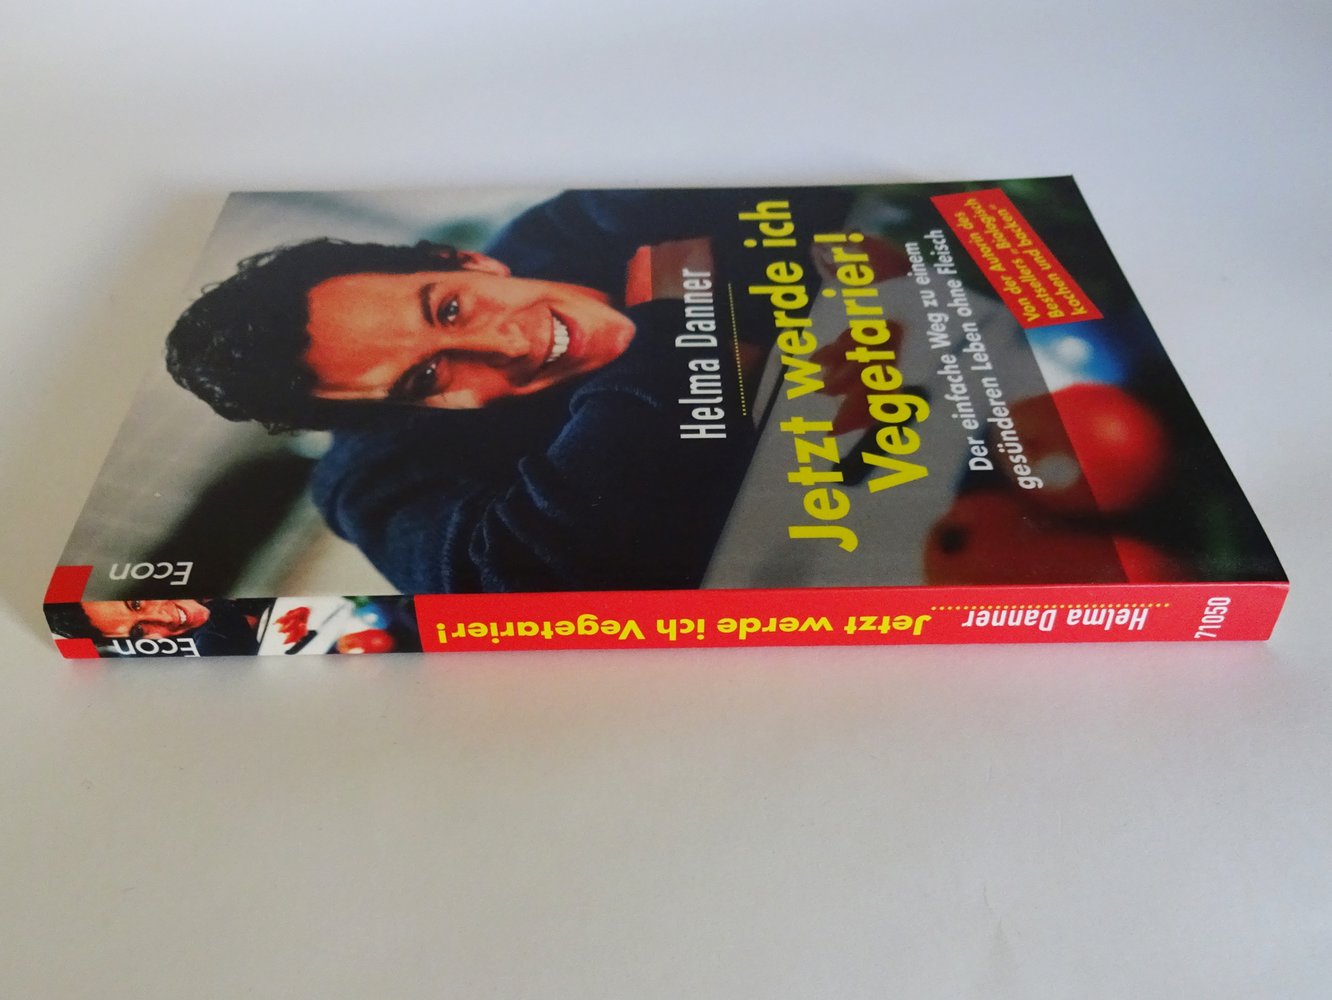 Helma Danner
Jetzt werde ich
Vegetarier!
Der einfache Weg zu einem
gesünderen Leben ohne Fleisch
Von der Autorin des
Bestsellers "Biologisch
kochen und backen"
Econ
Econ
Jetzt werde ich Vegetarier!
Helma Danner
71050